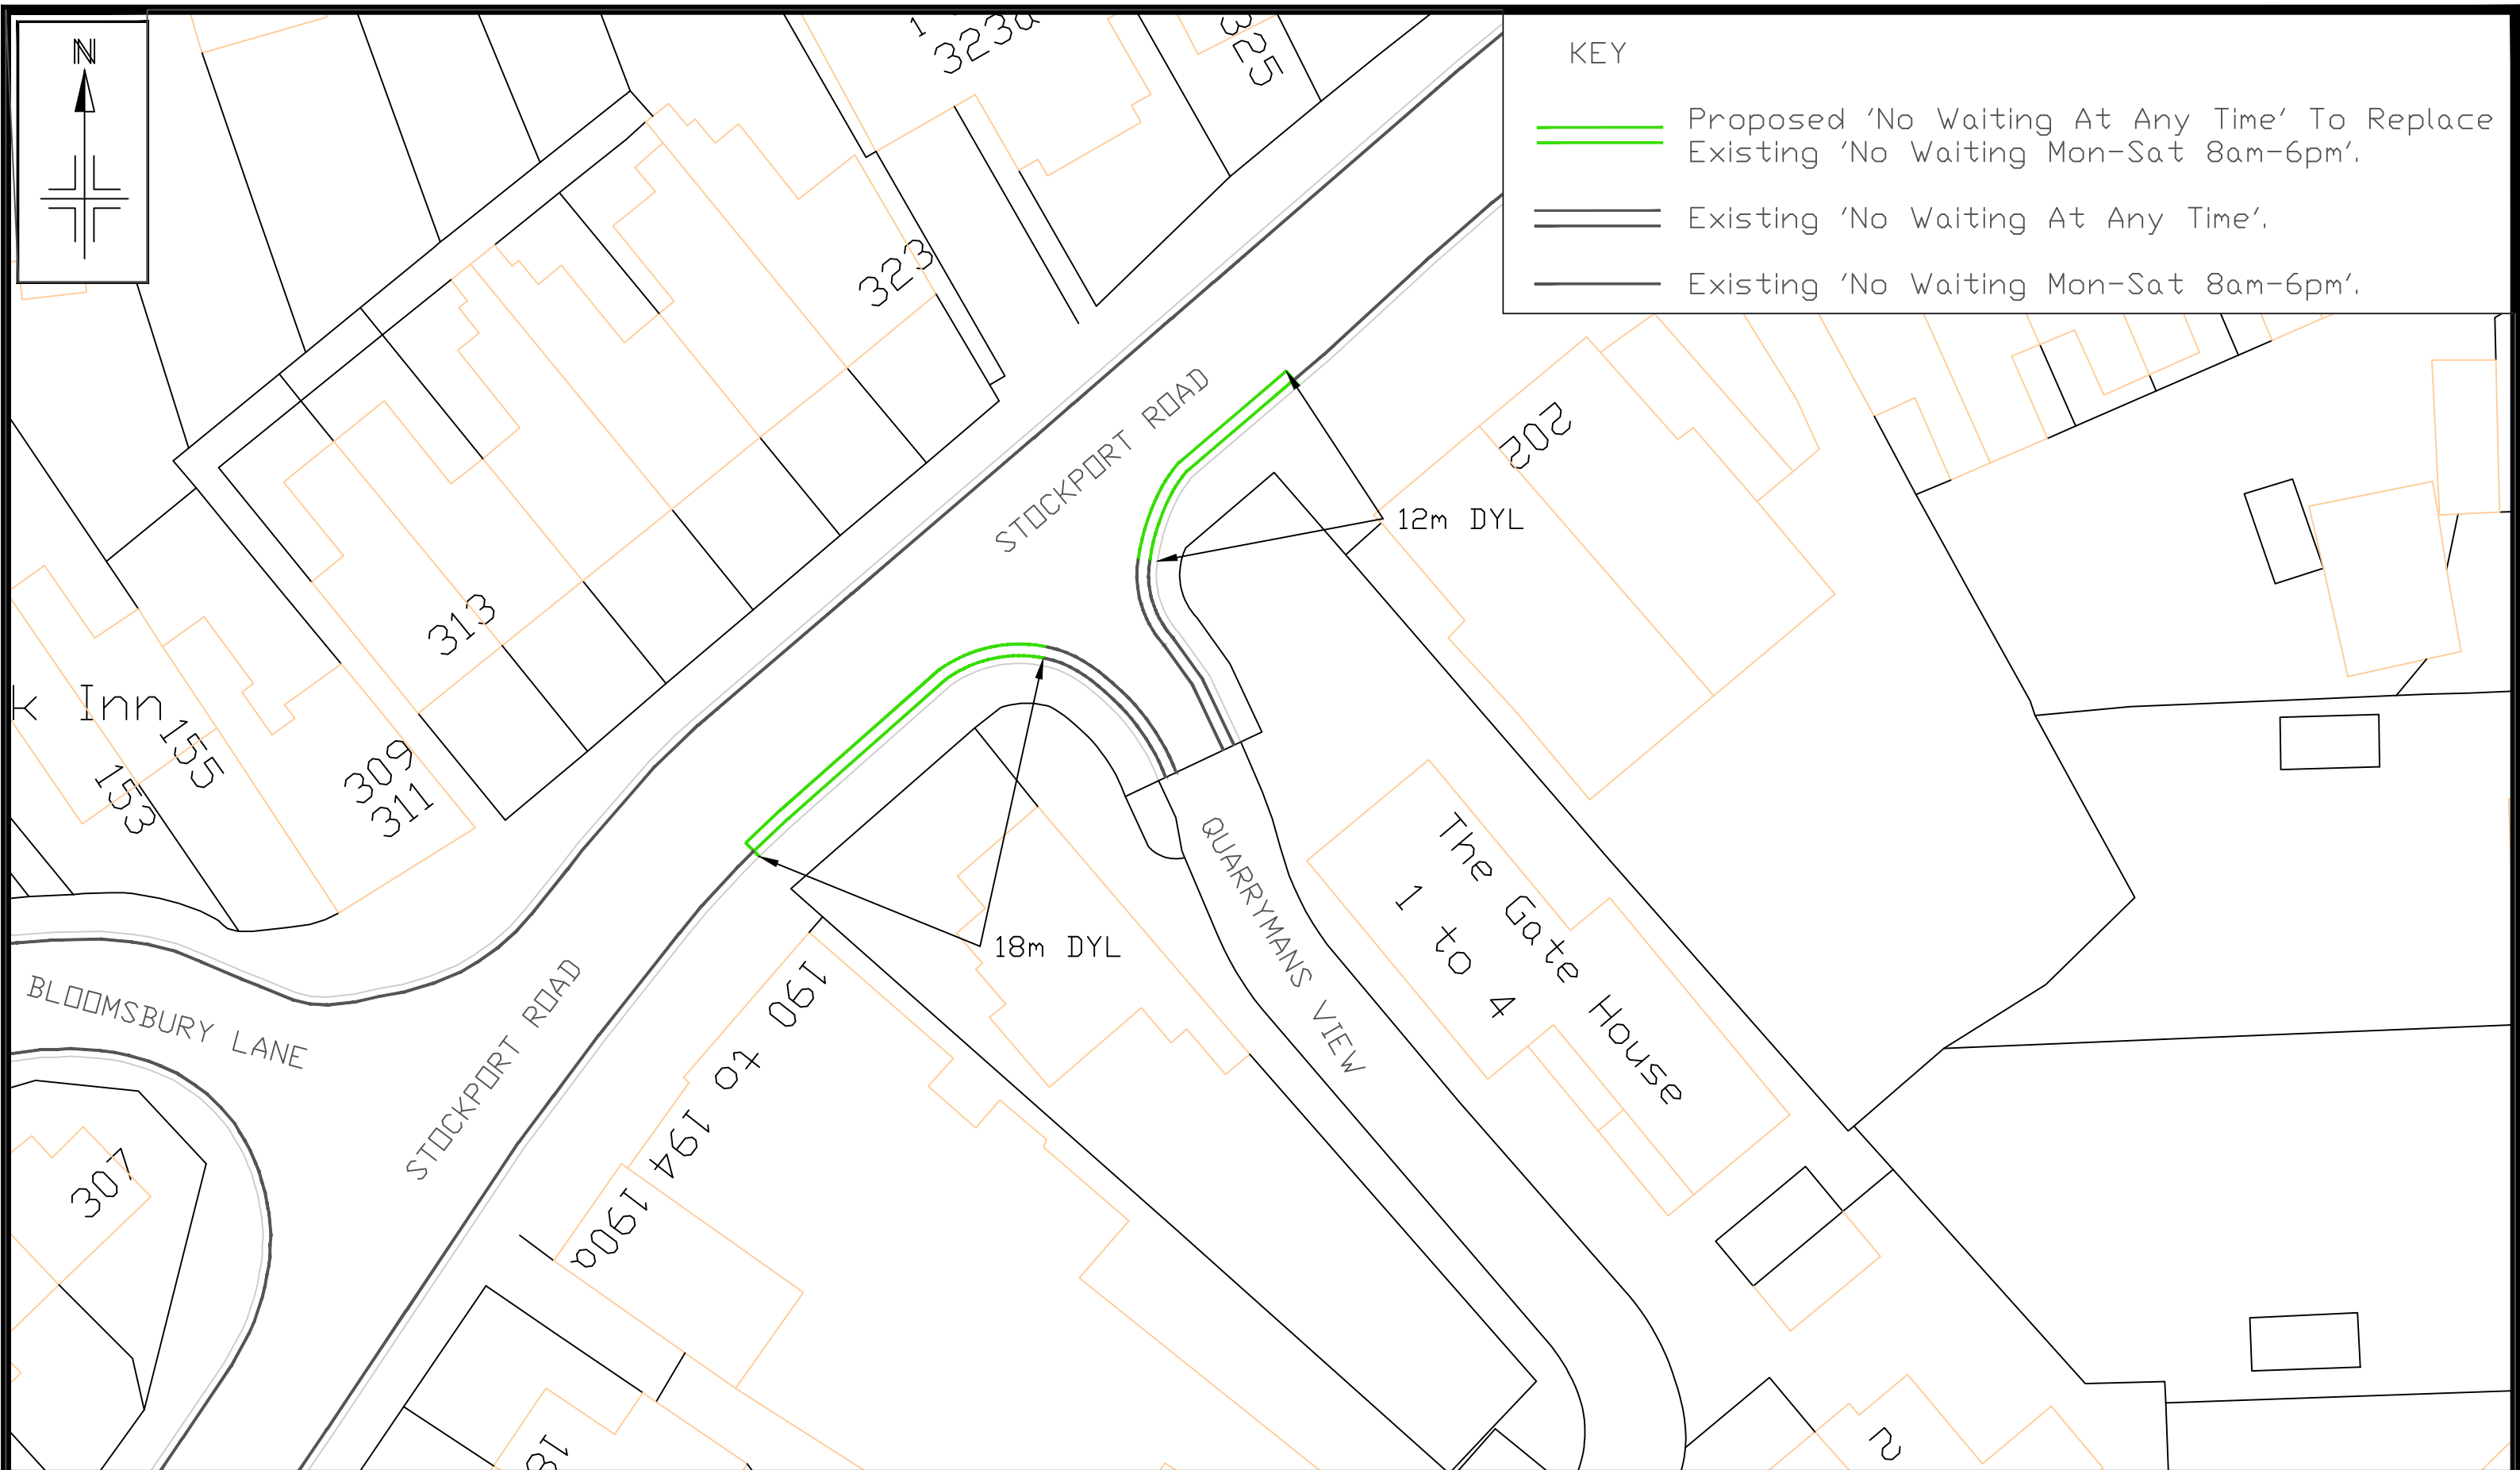 N
KEY
Proposed 'No Waiting At Any Time' To Replace
Existing 'No Waiting Mon-Sat 8am-6pm'.
Existing 'No Waiting At Any Time'.
Existing 'No Waiting Mon-Sat 8am-6pm'.
1
323a
325
323
STOCKPORT ROAD
202
12m DYL
313
k Inn
155
153
309
311
18m DYL
QUARRYMANS VIEW
The Gate House
1 to 4
BLOOMSBURY LANE
STOCKPORT ROAD
190 to 194
190a
307
2